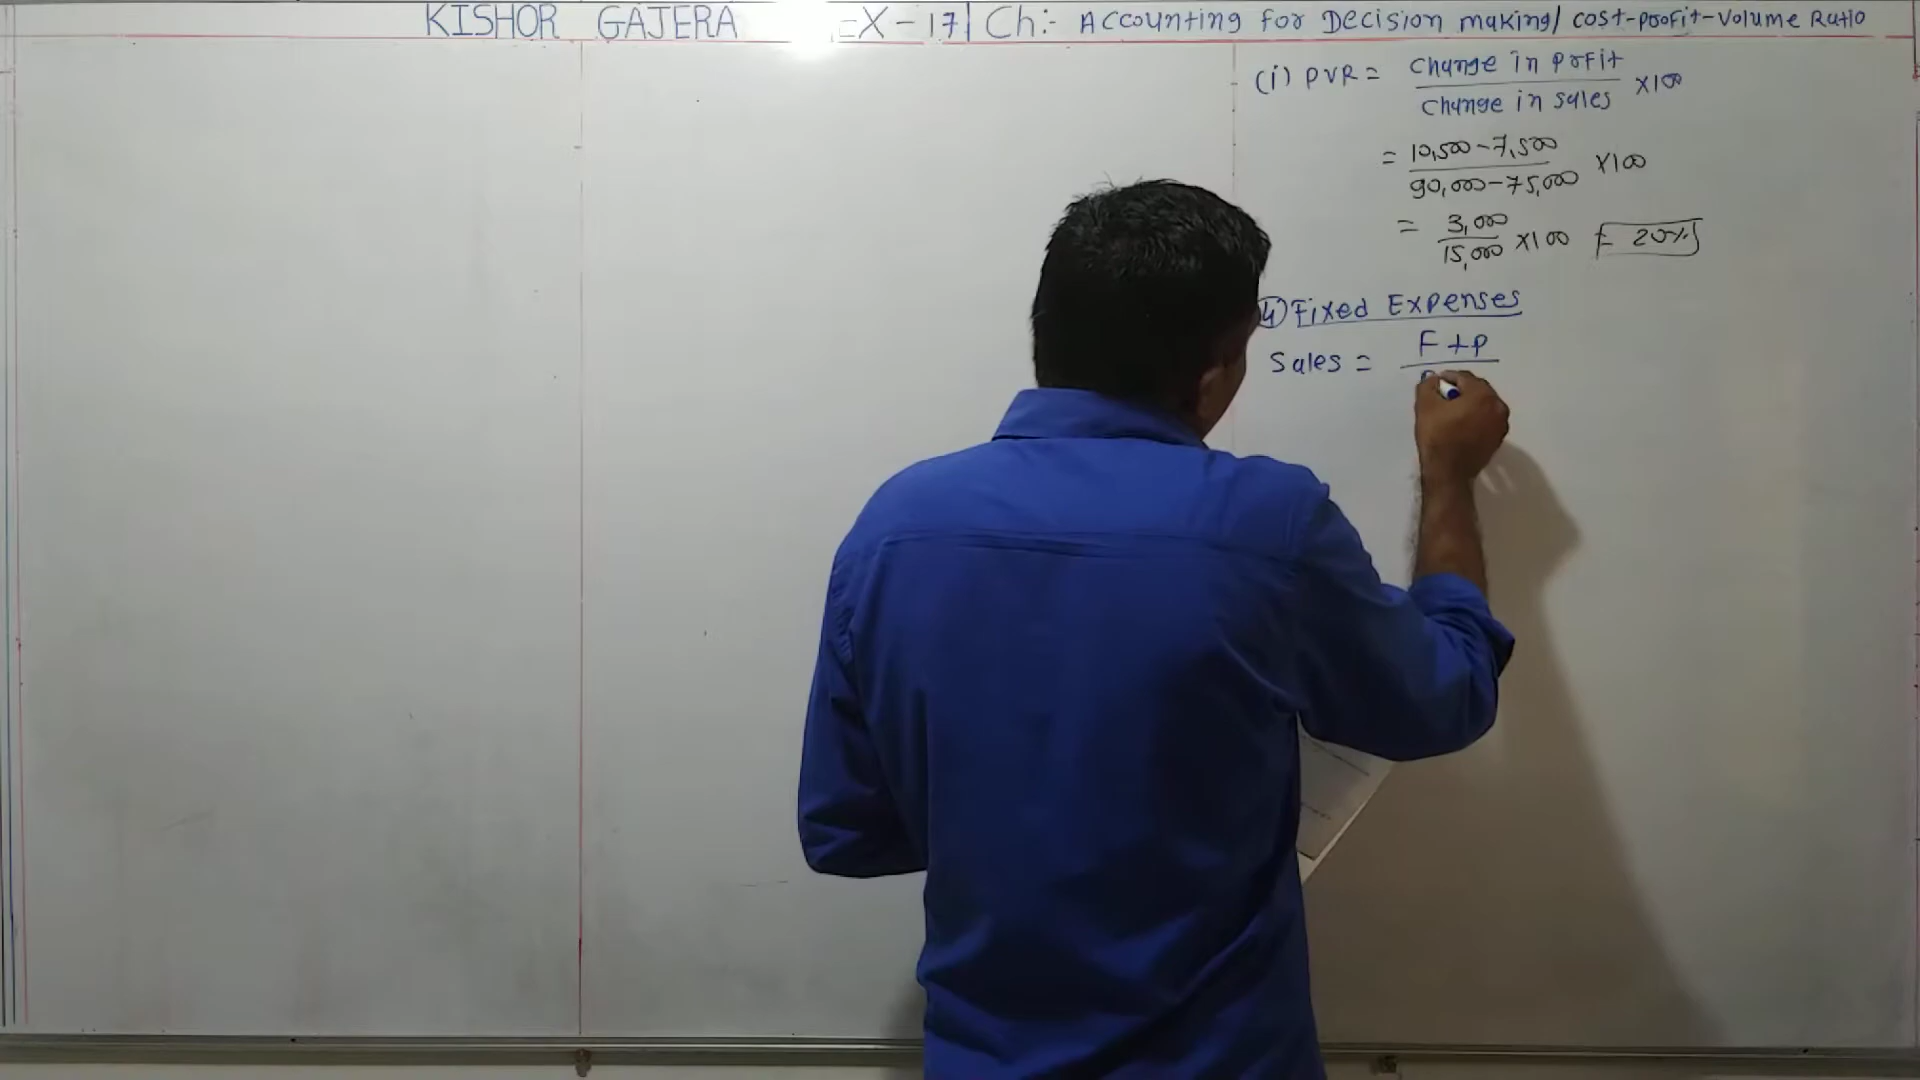 KISHOR GAJERA EX-17 Ch:- Accounting for Decision making/ cost-profit-Volume Ratio
(i) PVR = Change in profit / Change in sales ×100
= 10,500-7,500 / 90,000-75,000 ×100
= 3,000 / 15,000 ×100 = 20%
(4) Fixed Expenses
Sales = F+P